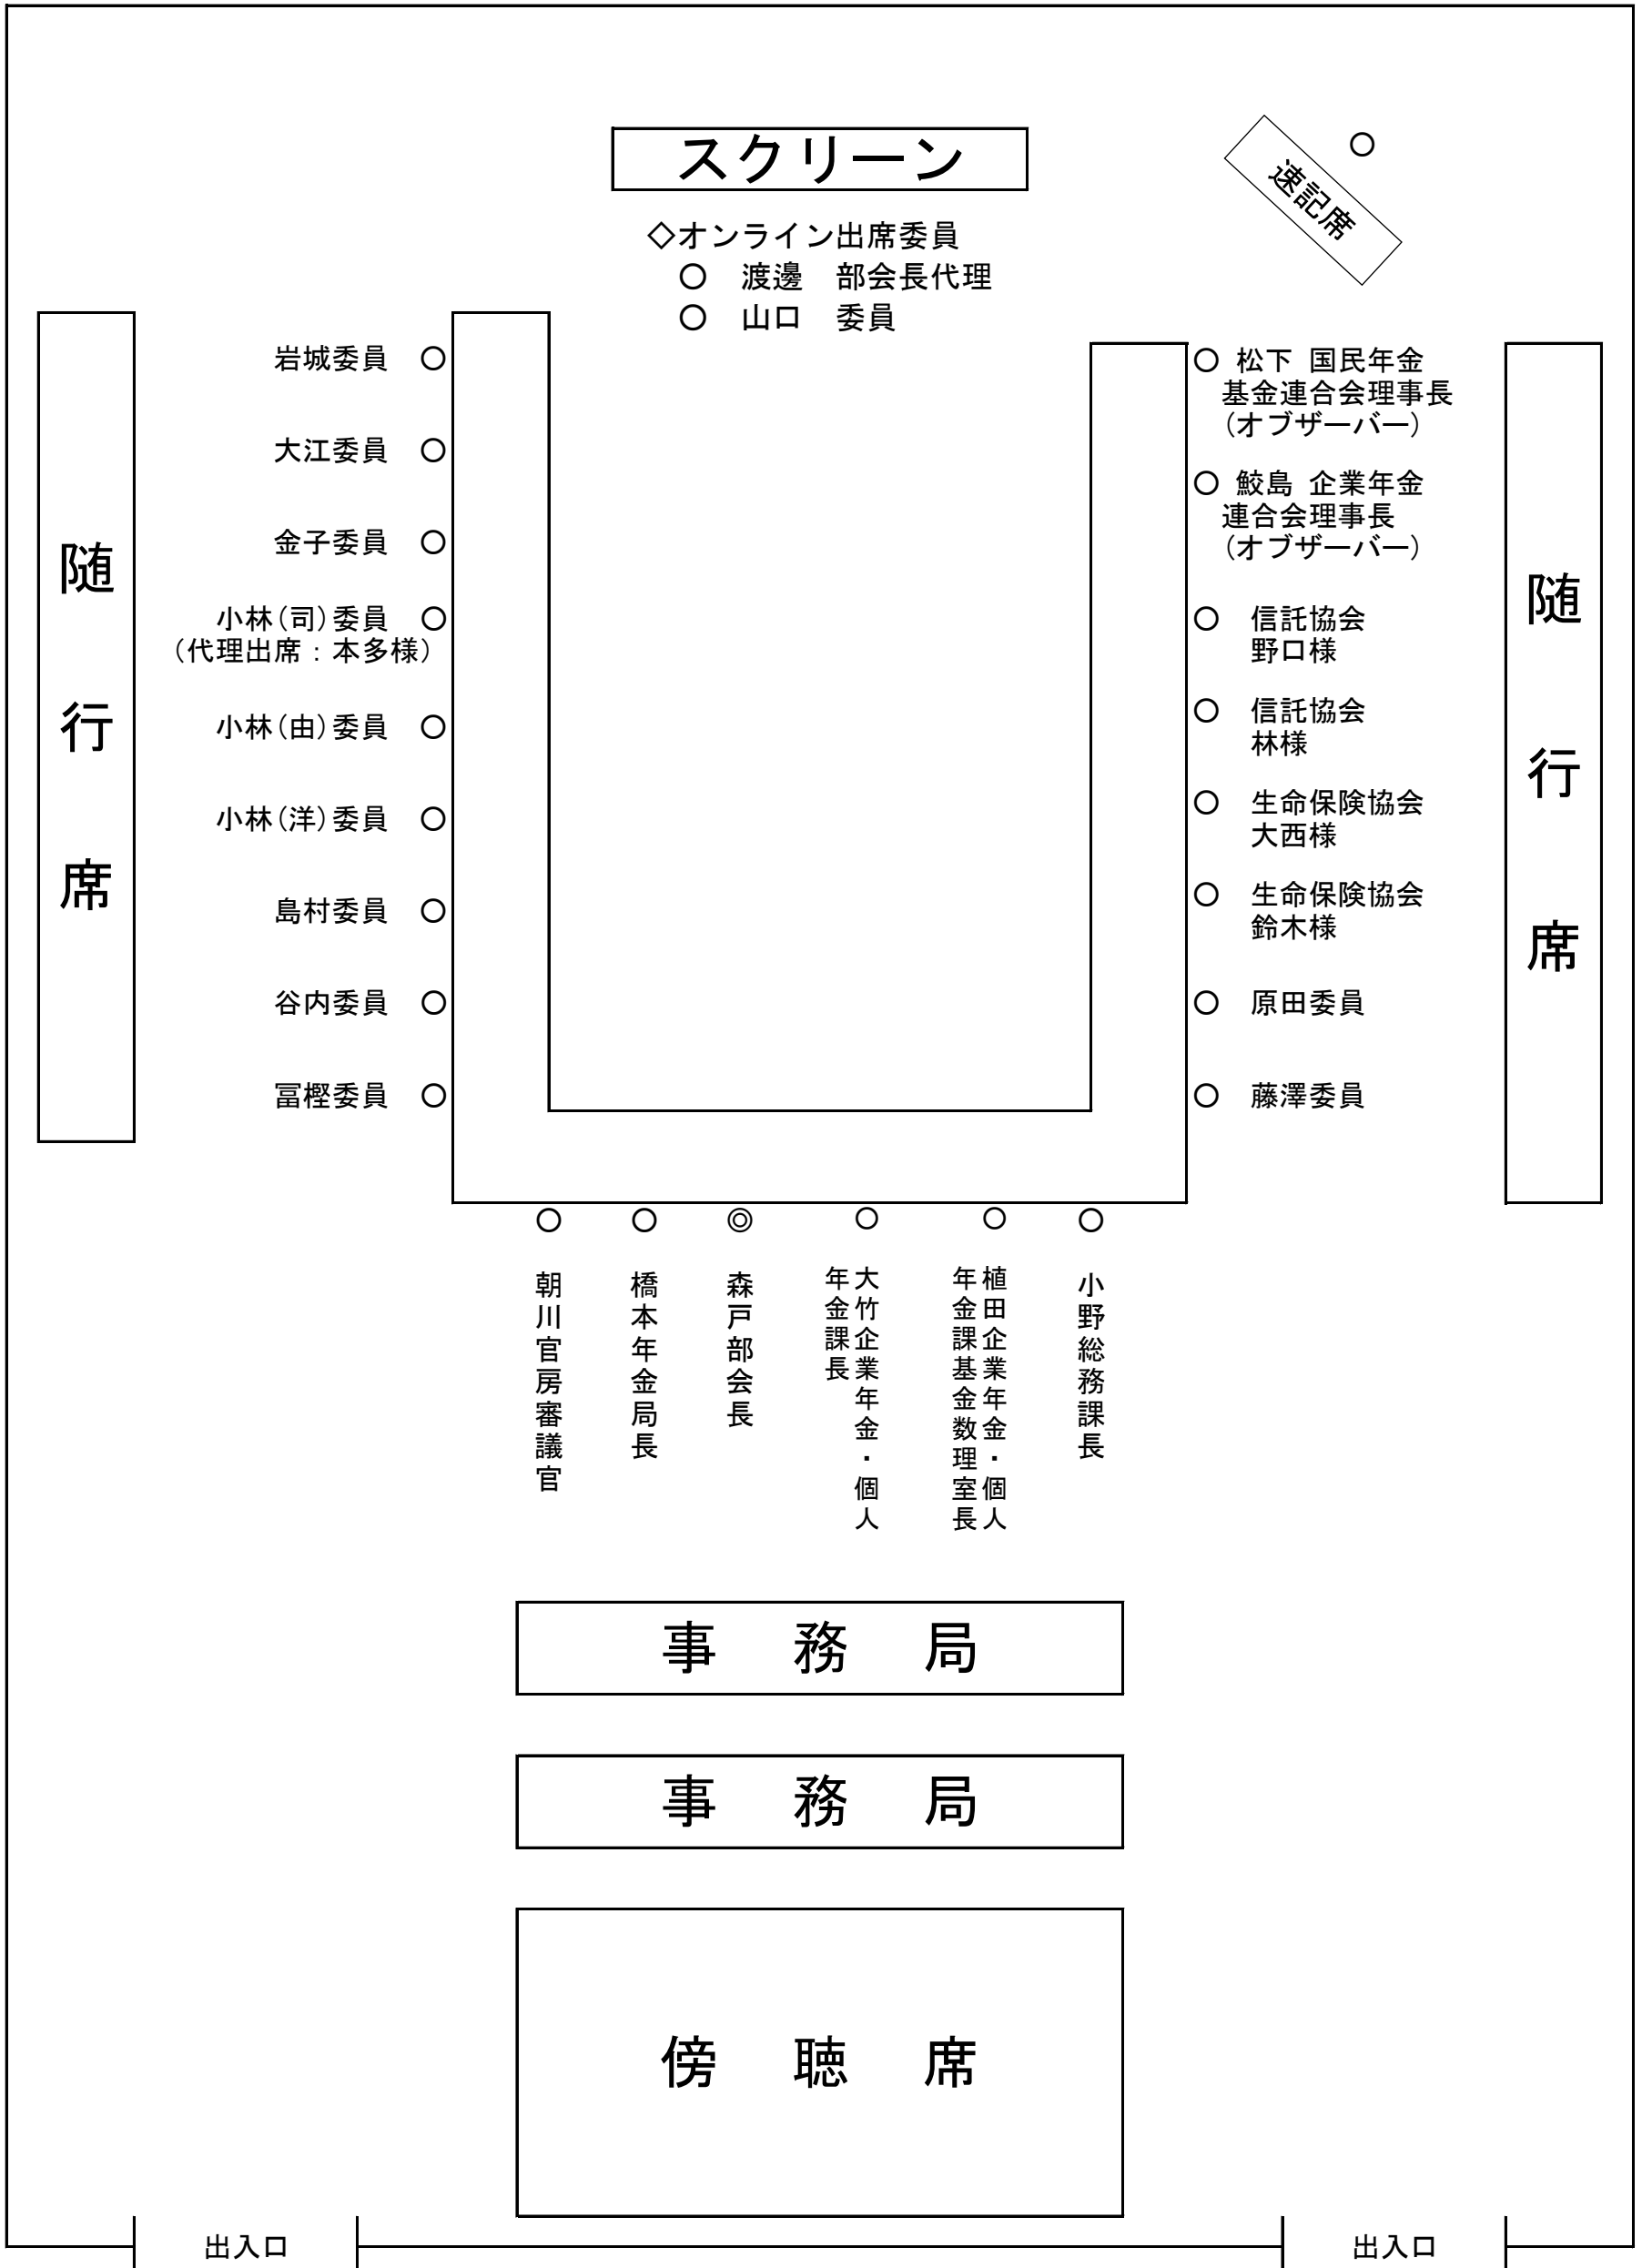 スクリーン
速記席
◇オンライン出席委員
○　渡邊　部会長代理
○　山口　委員
随行席
岩城委員　○
大江委員　○
金子委員　○
小林（司）委員　○
（代理出席：本多様）
小林（由）委員　○
小林（洋）委員　○
島村委員　○
谷内委員　○
冨樫委員　○
○ 松下 国民年金
基金連合会理事長
（オブザーバー）
○ 鮫島 企業年金
連合会理事長
（オブザーバー）
○　信託協会
野口様
○　信託協会
林様
○　生命保険協会
大西様
○　生命保険協会
鈴木様
○　原田委員
○　藤澤委員
随行席
○ 朝川官房審議官
○ 橋本年金局長
◎ 森戸部会長
○ 大竹企業年金・個人
年金課長
○ 植田企業年金・個人
年金課基金数理室長
○ 小野総務課長
事　務　局
事　務　局
傍　聴　席
出入口
出入口